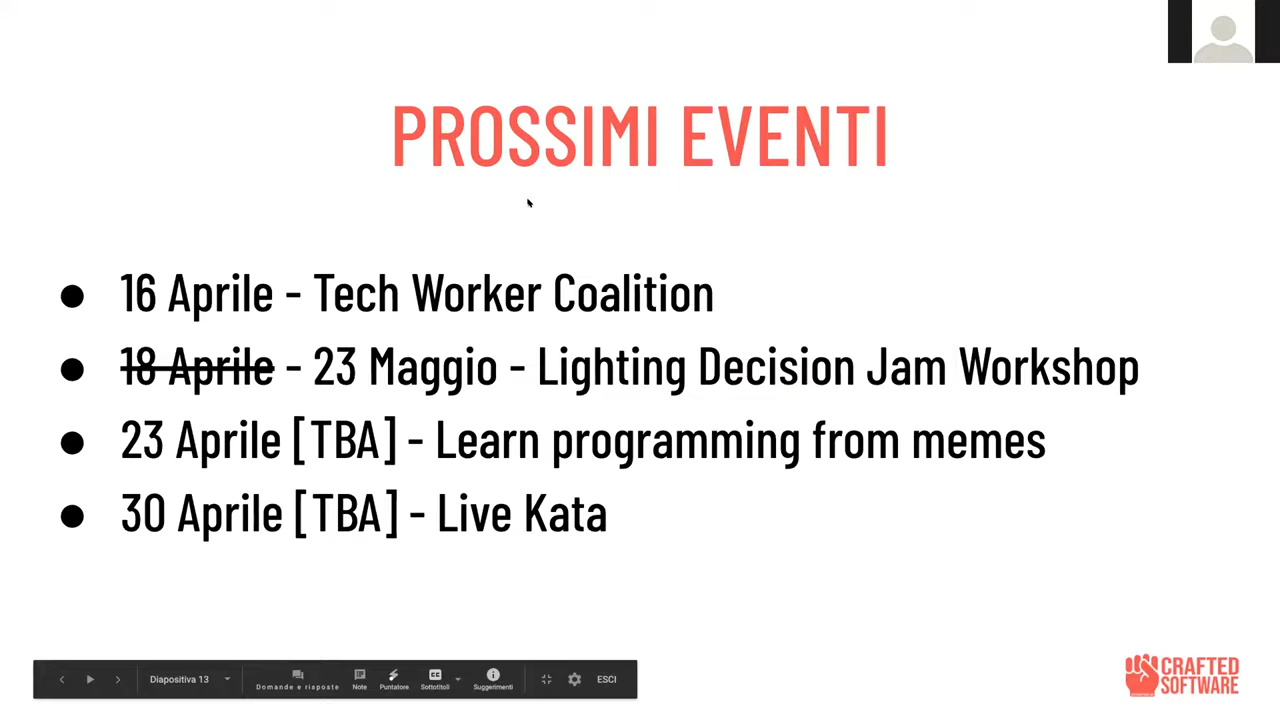 PROSSIMI EVENTI
● 16 Aprile - Tech Worker Coalition
● 18 Aprile - 23 Maggio - Lighting Decision Jam Workshop
● 23 Aprile [TBA] - Learn programming from memes
● 30 Aprile [TBA] - Live Kata
Diapositiva 13
Domande e risposte
Note
Puntatore
Sottotitoli
Suggerimenti
ESCI
CRAFTED
SOFTWARE